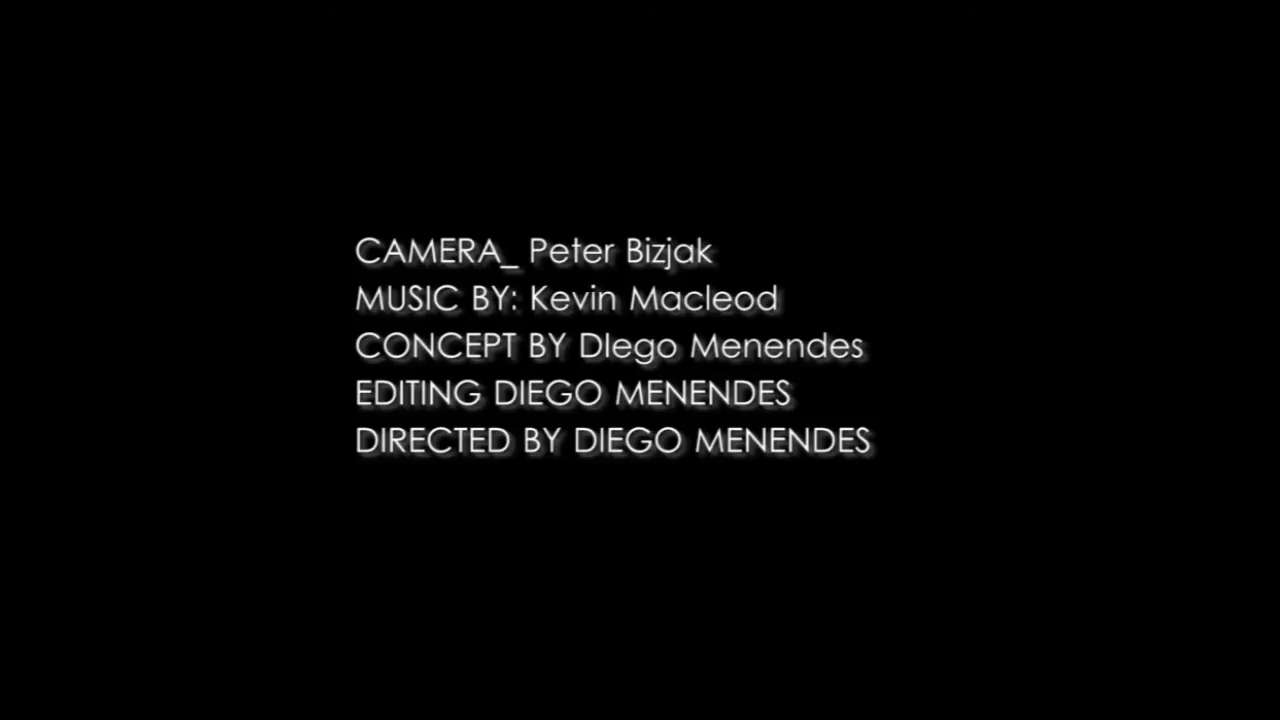 CAMERA_ Peter Bizjak
MUSIC BY: Kevin Macleod
CONCEPT BY DIego Menendes
EDITING DIEGO MENENDES
DIRECTED BY DIEGO MENENDES